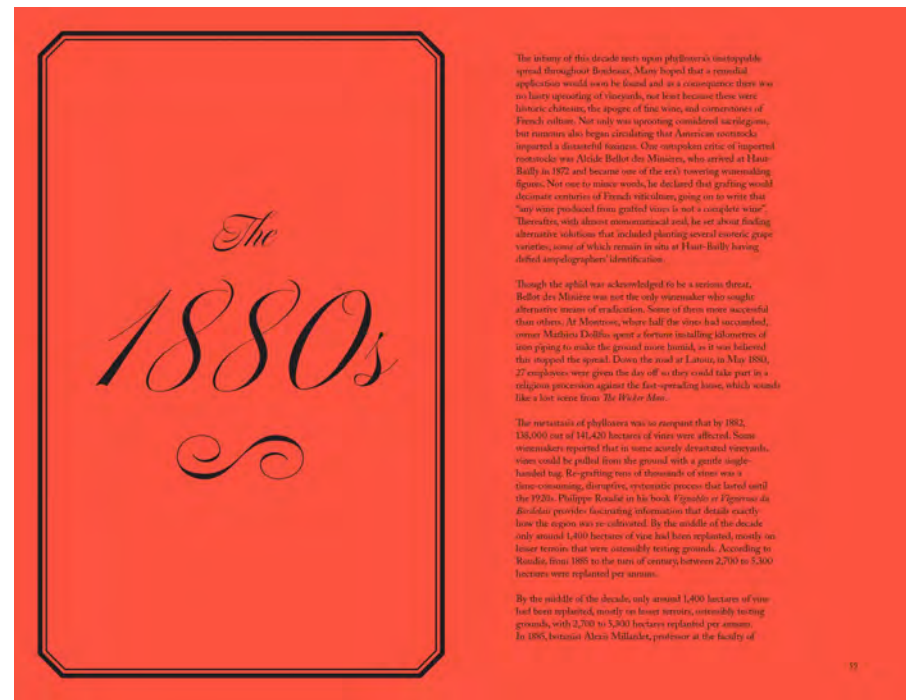 The
1880s
The infamy of this decade rests upon phylloxera's unstoppable
spread throughout Bordeaux. Many hoped that a remedial
application would soon be found and as a consequence there was
no hasty uprooting of vineyards, not least because these were
historic châteaux, the apogee of fine wine, and cornerstones of
French culture. Not only was uprooting considered sacrilegious,
but rumours also began circulating that American rootstocks
imparted a distasteful foxiness. One outspoken critic of imported
rootstocks was Alcide Bellot des Minières, who arrived at Haut-
Bailly in 1872 and became one of the era's towering winemaking
figures. Not one to mince words, he declared that grafting would
decimate centuries of French viticulture, going on to write that
"any wine produced from grafted vines is not a complete wine".
Thereafter, with almost monomaniacal zeal, he set about finding
alternative solutions that included planting several esoteric grape
varieties, some of which remain in situ at Haut-Bailly having
defied ampelographers' identification.
Though the aphid was acknowledged to be a serious threat,
Bellot des Minière was not the only winemaker who sought
alternative means of eradication. Some of them more successful
than others. At Montrose, where half the vines had succumbed,
owner Mathieu Dollfus spent a fortune installing kilometres of
iron piping to make the ground more humid, as it was believed
this stopped the spread. Down the road at Latour, in May 1880,
27 employees were given the day off so they could take part in a
religious procession against the fast-spreading louse, which sounds
like a lost scene from The Wicker Man.
The metastasis of phylloxera was so rampant that by 1882,
138,000 out of 141,420 hectares of vines were affected. Some
winemakers reported that in some acutely devastated vineyards,
vines could be pulled from the ground with a gentle single-
handed tug. Re-grafting tens of thousands of vines was a
time-consuming, disruptive, systematic process that lasted until
the 1920s. Philippe Roudié in his book Vignobles et Vignerons du
Bordelais provides fascinating information that details exactly
how the region was re-cultivated. By the middle of the decade
only around 1,400 hectares of vine had been replanted, mostly on
lesser terroirs that were ostensibly testing grounds. According to
Roudié, from 1885 to the turn of century, between 2,700 to 5,300
hectares were replanted per annum.
By the middle of the decade, only around 1,400 hectares of vine
had been replanted, mostly on lesser terroirs, ostensibly testing
grounds, with 2,700 to 5,300 hectares replanted per annum.
In 1885, botanist Alexis Millardet, professor at the faculty of